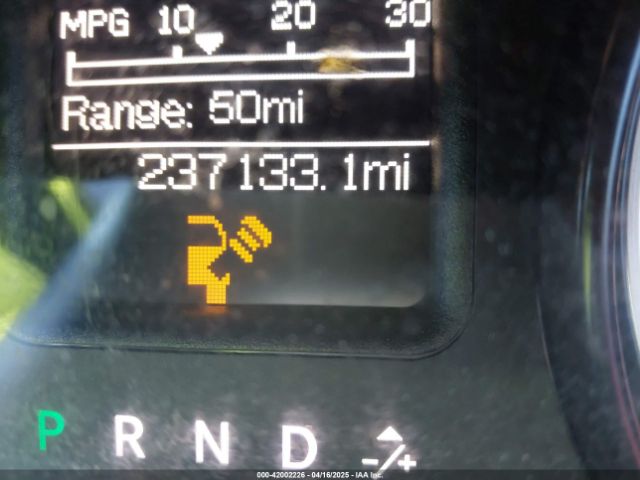 MPG 10 20 30
Range: 50mi
237133.1mi
P R N D -/+
000-42002226 - 04/16/2025 - IAA Inc.